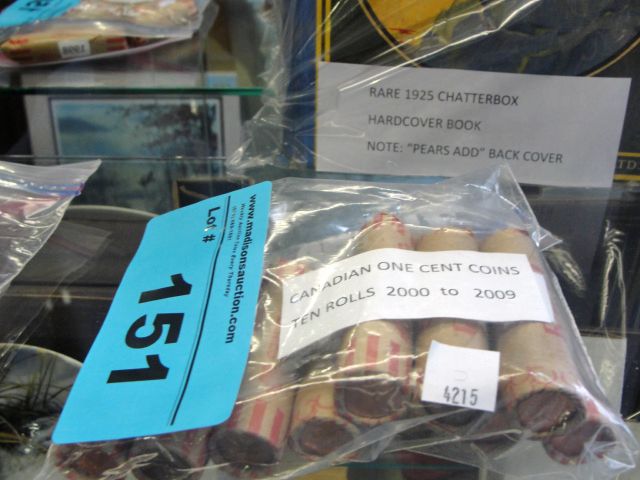 RARE 1925 CHATTERBOX
HARDCOVER BOOK
NOTE: "PEARS ADD" BACK COVER
Lot #
151
www.madisonsauction.com
CANADIAN ONE CENT COINS
TEN ROLLS 2000 to 2009
4215